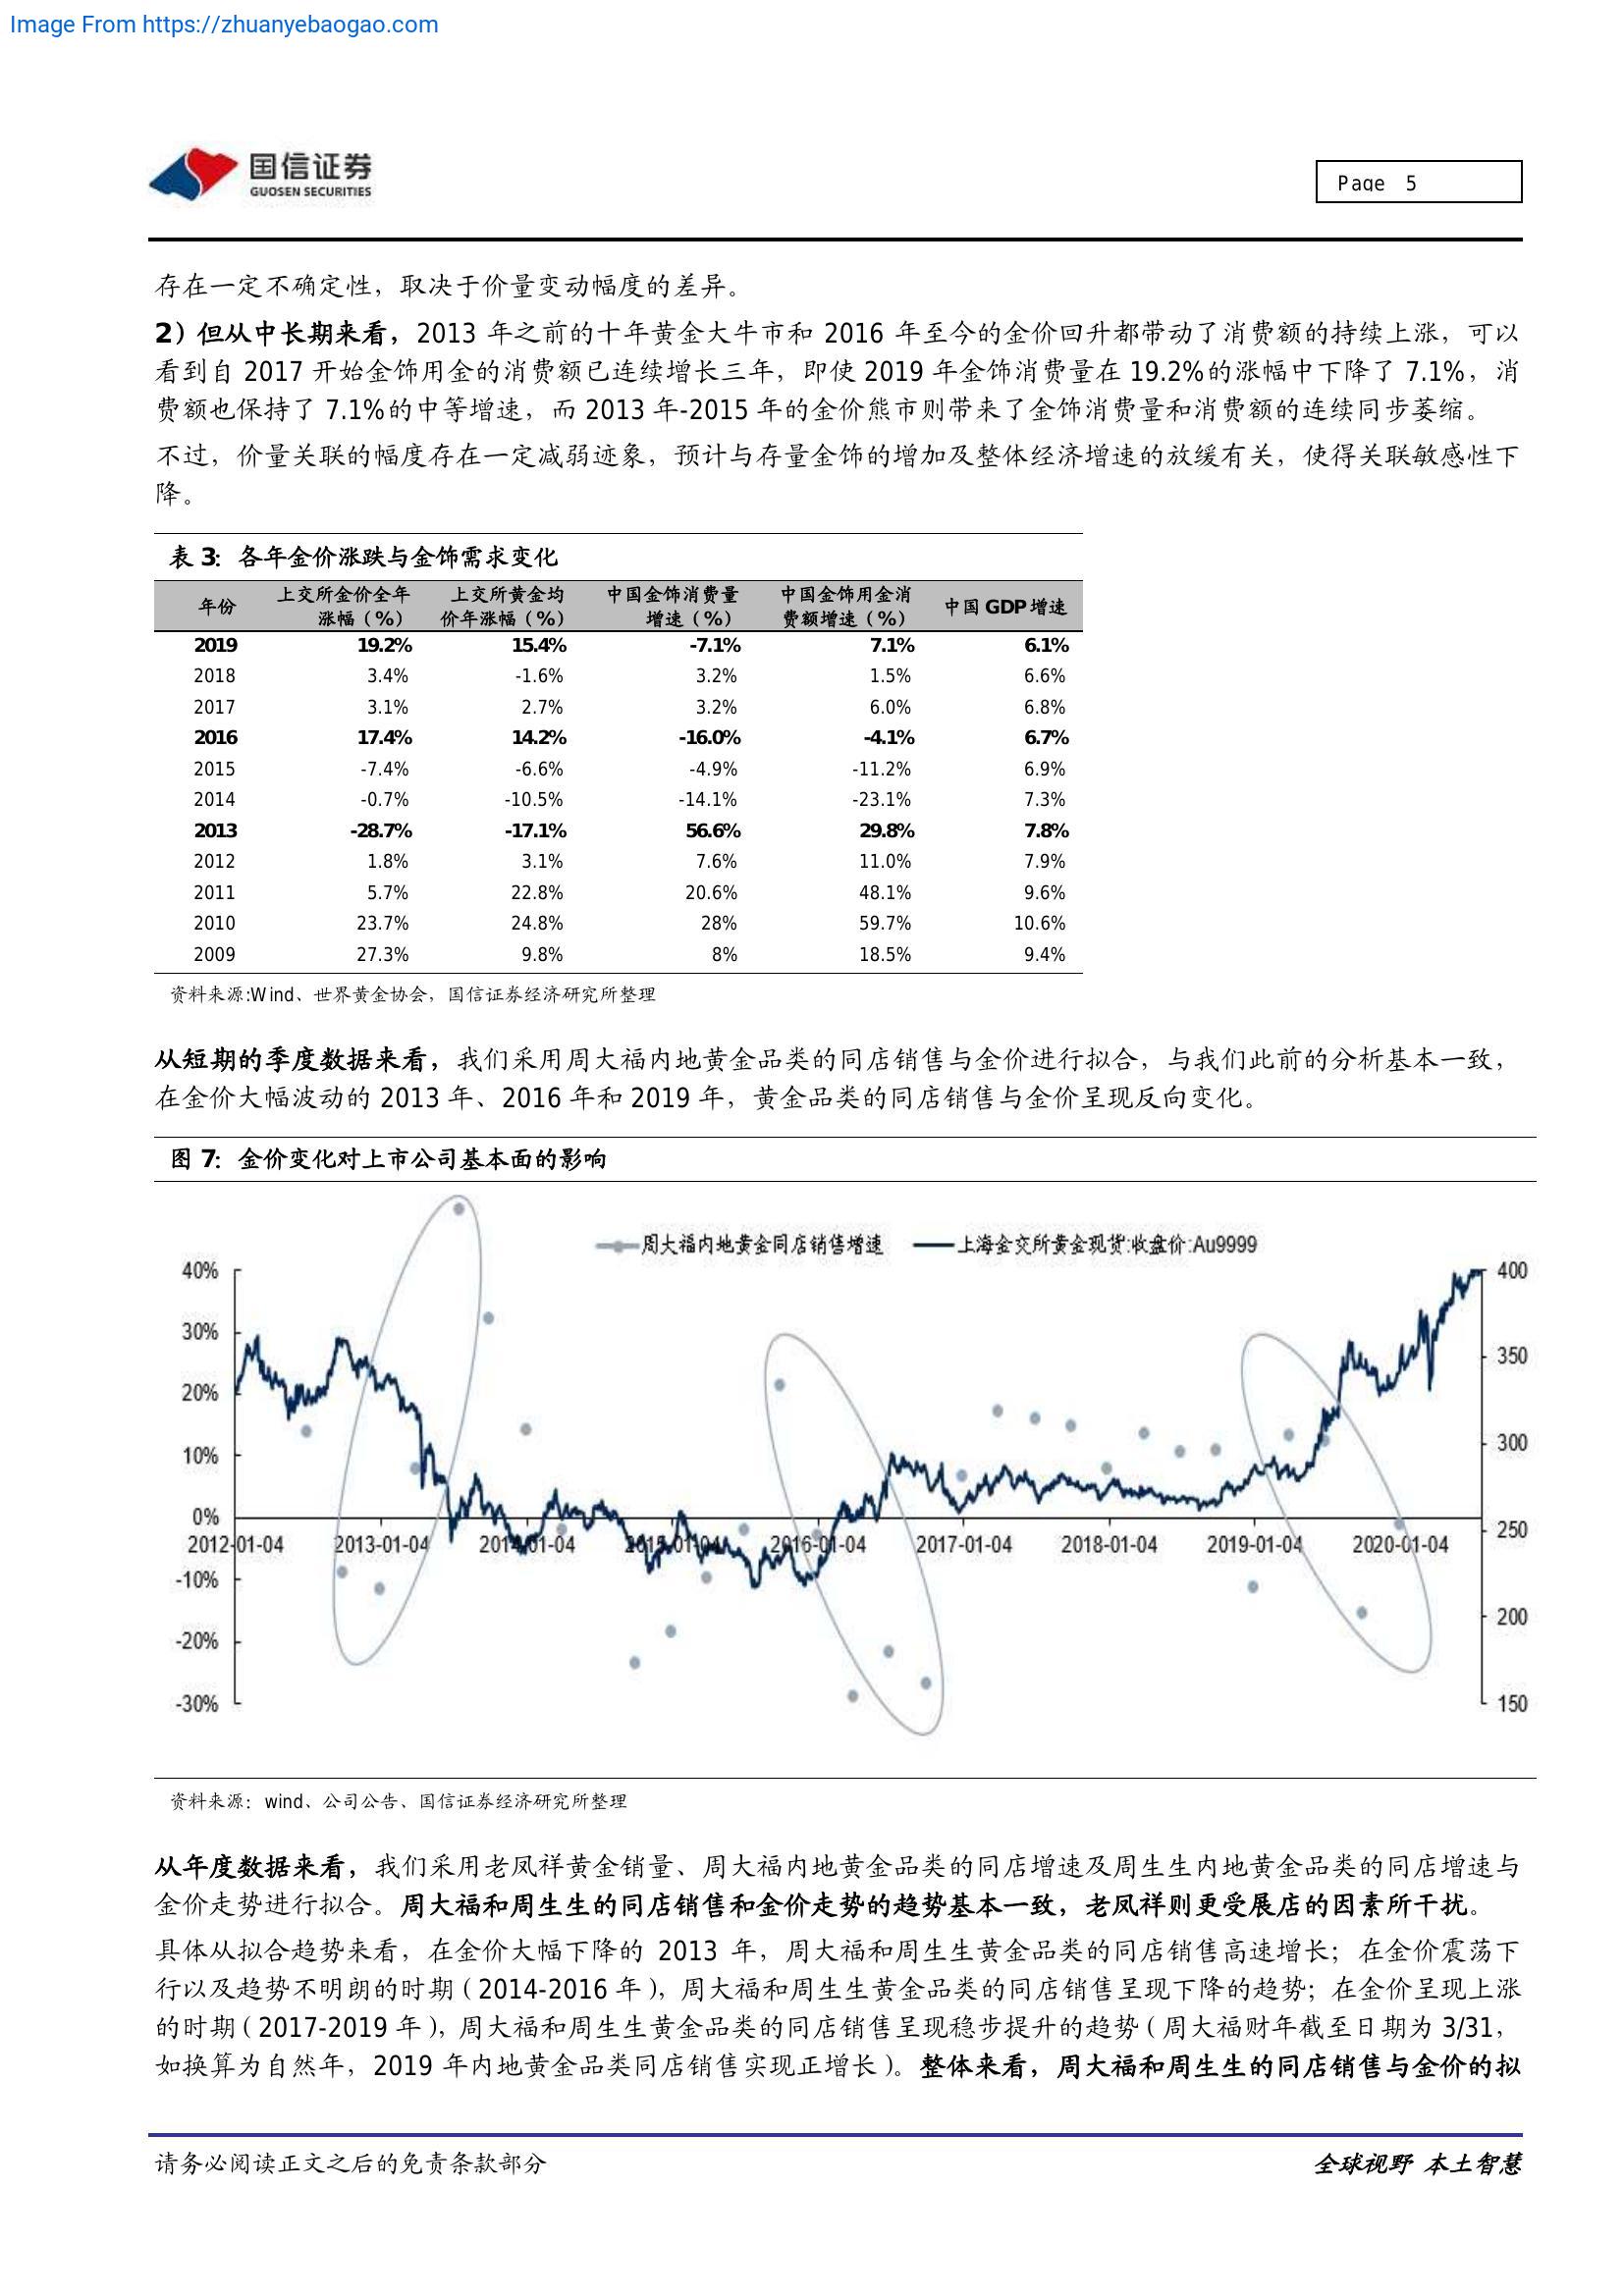 Image From https://zhuanyebaogao.com
国信证券
GUOSEN SECURITIES
Page 5
存在一定不确定性，取决于价量变动幅度的差异。
2）但从中长期来看，2013 年之前的十年黄金大牛市和 2016 年至今的金价回升都带动了消费额的持续上涨，可以
看到自 2017 开始金饰用金的消费额已连续增长三年，即使 2019 年金饰消费量在 19.2%的涨幅中下降了 7.1%，消
费额也保持了 7.1%的中等增速，而 2013 年-2015 年的金价熊市则带来了金饰消费量和消费额的连续同步萎缩。
不过，价量关联的幅度存在一定减弱迹象，预计与存量金饰的增加及整体经济增速的放缓有关，使得关联敏感性下
降。
表 3：各年金价涨跌与金饰需求变化
年份 上交所金价全年涨幅（%） 上交所黄金均价年涨幅（%） 中国金饰消费量增速（%） 中国金饰用金消费额增速（%） 中国 GDP 增速
2019 19.2% 15.4% -7.1% 7.1% 6.1%
2018 3.4% -1.6% 3.2% 1.5% 6.6%
2017 3.1% 2.7% 3.2% 6.0% 6.8%
2016 17.4% 14.2% -16.0% -4.1% 6.7%
2015 -7.4% -6.6% -4.9% -11.2% 6.9%
2014 -0.7% -10.5% -14.1% -23.1% 7.3%
2013 -28.7% -17.1% 56.6% 29.8% 7.8%
2012 1.8% 3.1% 7.6% 11.0% 7.9%
2011 5.7% 22.8% 20.6% 48.1% 9.6%
2010 23.7% 24.8% 28% 59.7% 10.6%
2009 27.3% 9.8% 8% 18.5% 9.4%
资料来源:Wind、世界黄金协会，国信证券经济研究所整理
从短期的季度数据来看，我们采用周大福内地黄金品类的同店销售与金价进行拟合，与我们此前的分析基本一致，
在金价大幅波动的 2013 年、2016 年和 2019 年，黄金品类的同店销售与金价呈现反向变化。
图 7：金价变化对上市公司基本面的影响
周大福内地黄金同店销售增速 上海金交所黄金现货:收盘价:Au9999
40% 400
30% 350
20%
10% 300
0% 250
2012-01-04 2013-01-04 2014-01-04 2015-01-04 2016-01-04 2017-01-04 2018-01-04 2019-01-04 2020-01-04
-10%
-20% 200
-30% 150
资料来源：wind、公司公告、国信证券经济研究所整理
从年度数据来看，我们采用老凤祥黄金销量、周大福内地黄金品类的同店增速及周生生内地黄金品类的同店增速与
金价走势进行拟合。周大福和周生生的同店销售和金价走势的趋势基本一致，老凤祥则更受展店的因素所干扰。
具体从拟合趋势来看，在金价大幅下降的 2013 年，周大福和周生生黄金品类的同店销售高速增长；在金价震荡下
行以及趋势不明朗的时期（2014-2016 年），周大福和周生生黄金品类的同店销售呈现下降的趋势；在金价呈现上涨
的时期（2017-2019 年），周大福和周生生黄金品类的同店销售呈现稳步提升的趋势（周大福财年截至日期为 3/31，
如换算为自然年，2019 年内地黄金品类同店销售实现正增长）。整体来看，周大福和周生生的同店销售与金价的拟
请务必阅读正文之后的免责条款部分
全球视野 本土智慧